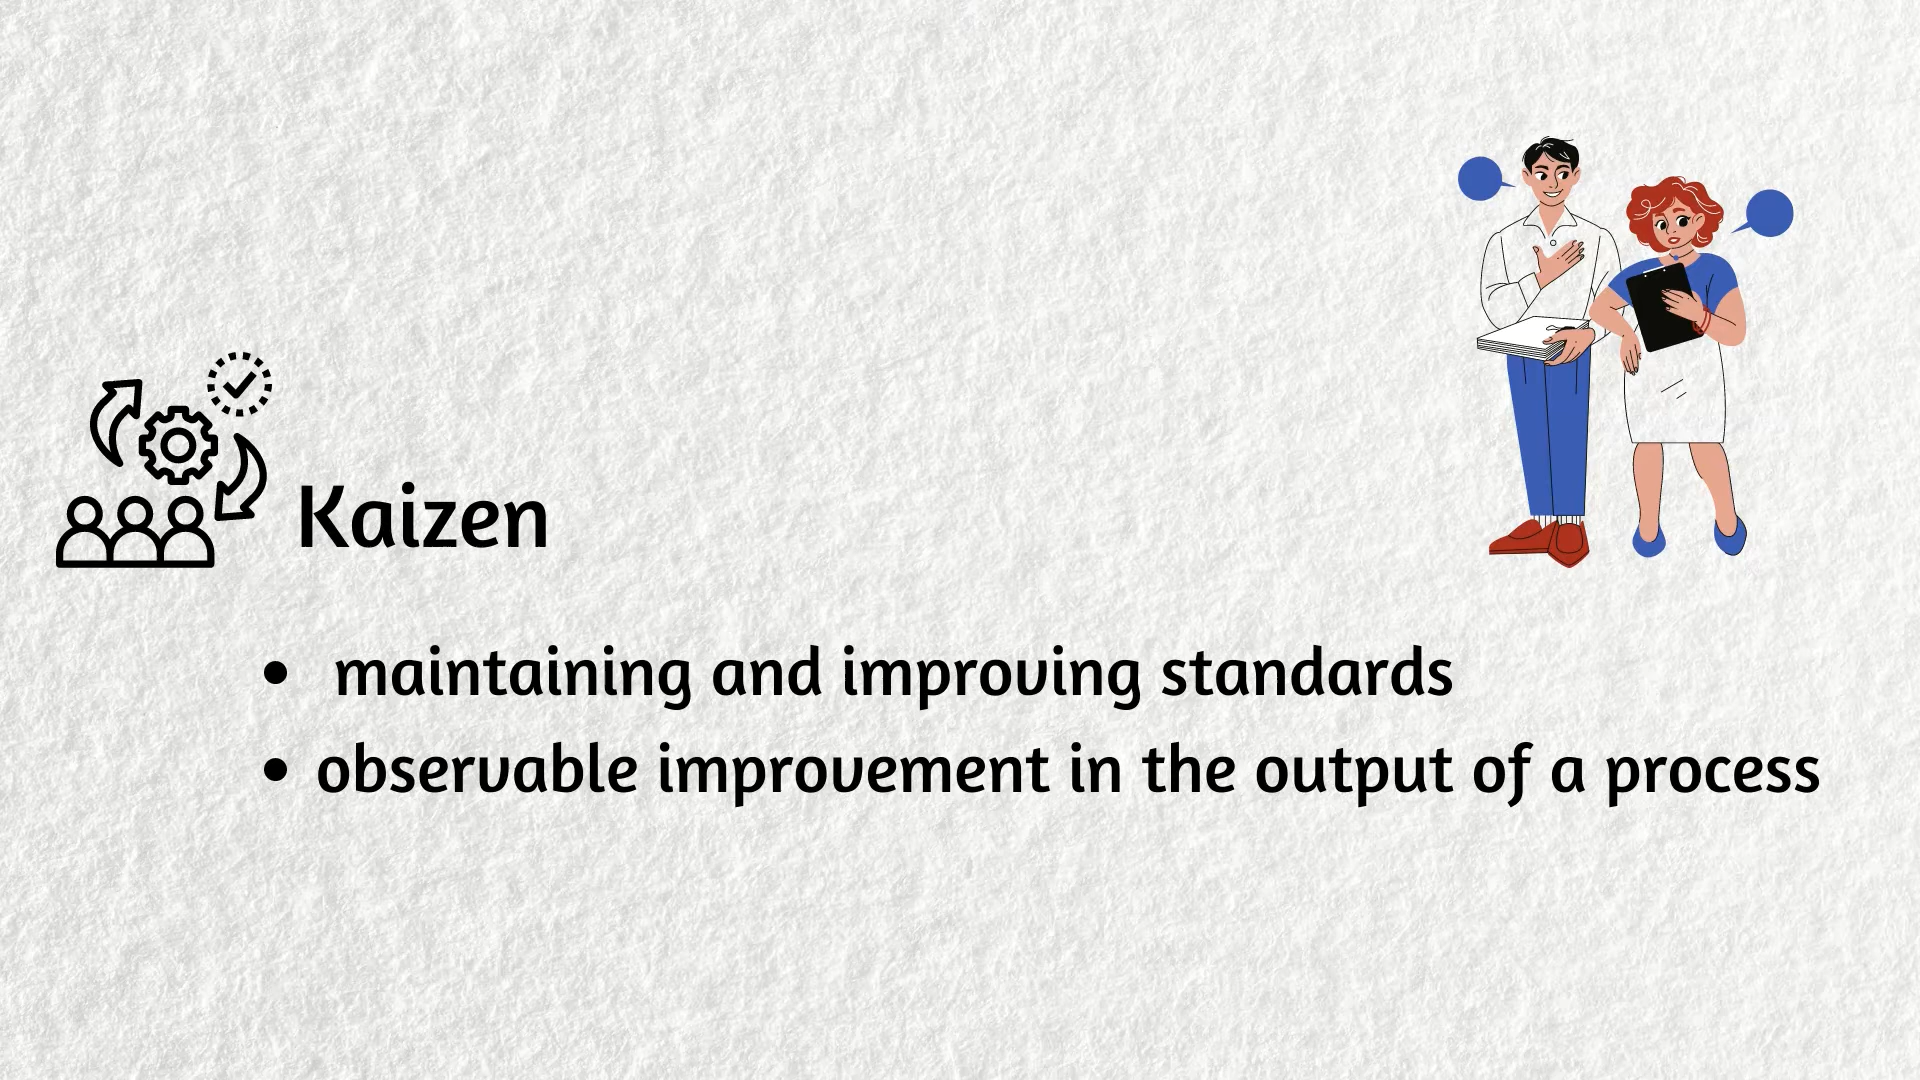 Kaizen
• maintaining and improving standards
• observable improvement in the output of a process